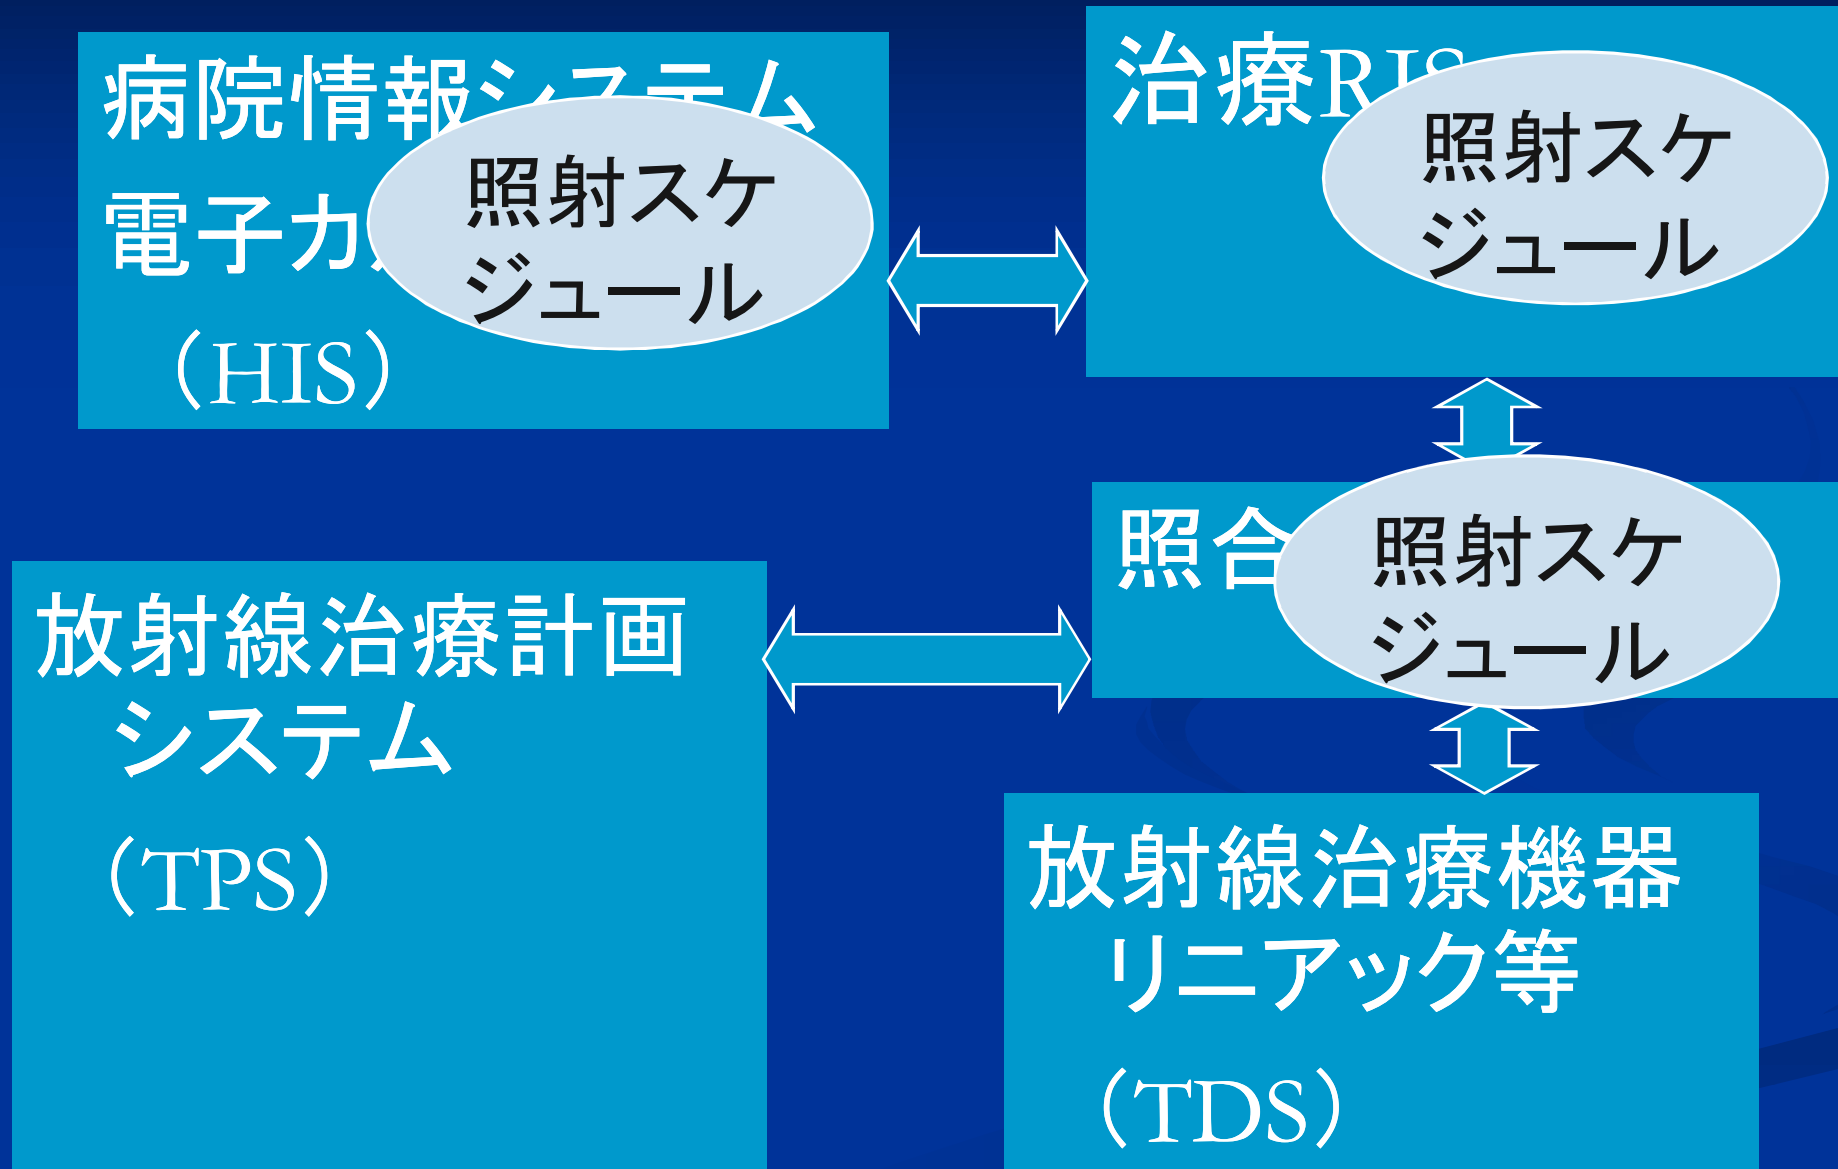 病院情報システム
電子カ
（HIS）
照射スケ
ジュール
治療RIS
照射スケ
ジュール
照合
照射スケ
ジュール
放射線治療計画
システム
（TPS）
放射線治療機器
リニアック等
（TDS）